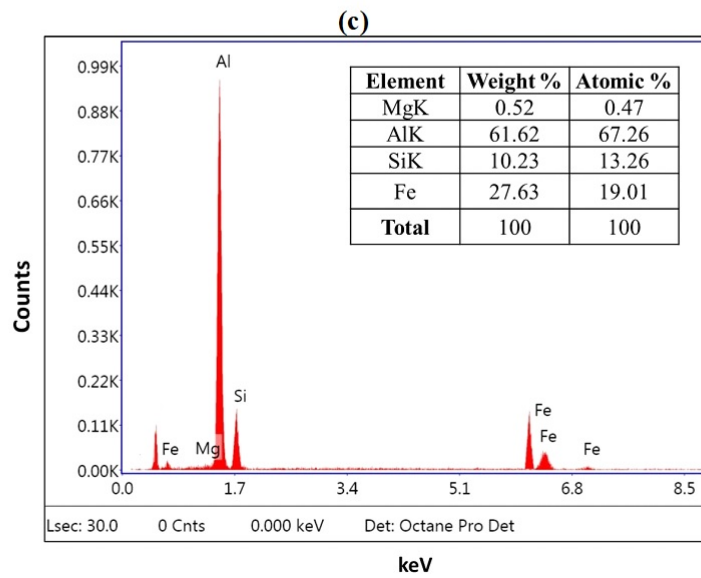 (c)
Al
Element Weight % Atomic %
MgK 0.52 0.47
AlK 61.62 67.26
SiK 10.23 13.26
Fe 27.63 19.01
Total 100 100
0.99K
0.88K
0.77K
0.66K
0.55K
0.44K
0.33K
0.22K
0.11K
0.00K
Counts
Fe
Mg
Si
Fe
Fe
Fe
0.0 1.7 3.4 5.1 6.8 8.5
Lsec: 30.0 0 Cnts 0.000 keV Det: Octane Pro Det
keV